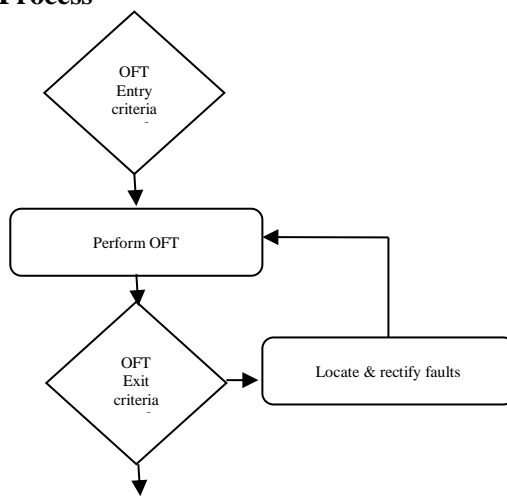 Process
OFT
Entry
criteria
Perform OFT
OFT
Exit
criteria
Locate & rectify faults